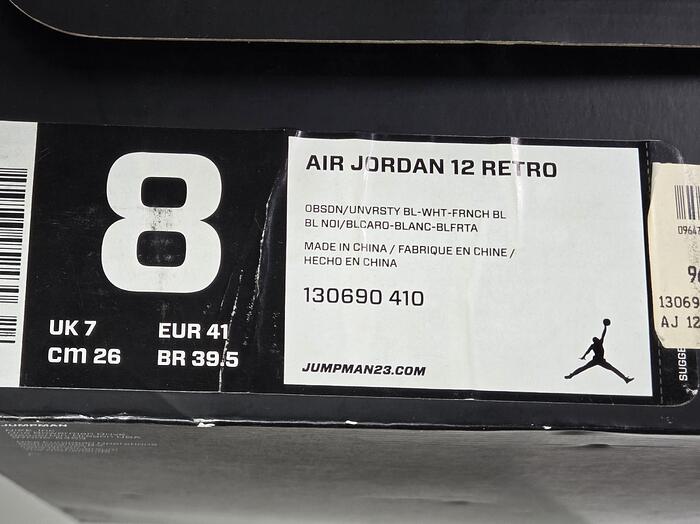 8
UK 7
EUR 41
cm 26
BR 39.5
AIR JORDAN 12 RETRO
OBSDN/UNVRSTY BL-WHT-FRNCH BL
BL NOI/BLCARO-BLANC-BLFRTA
MADE IN CHINA / FABRIQUE EN CHINE /
HECHO EN CHINA
130690 410
JUMPMAN23.COM
AJ 12
JUMPMAN